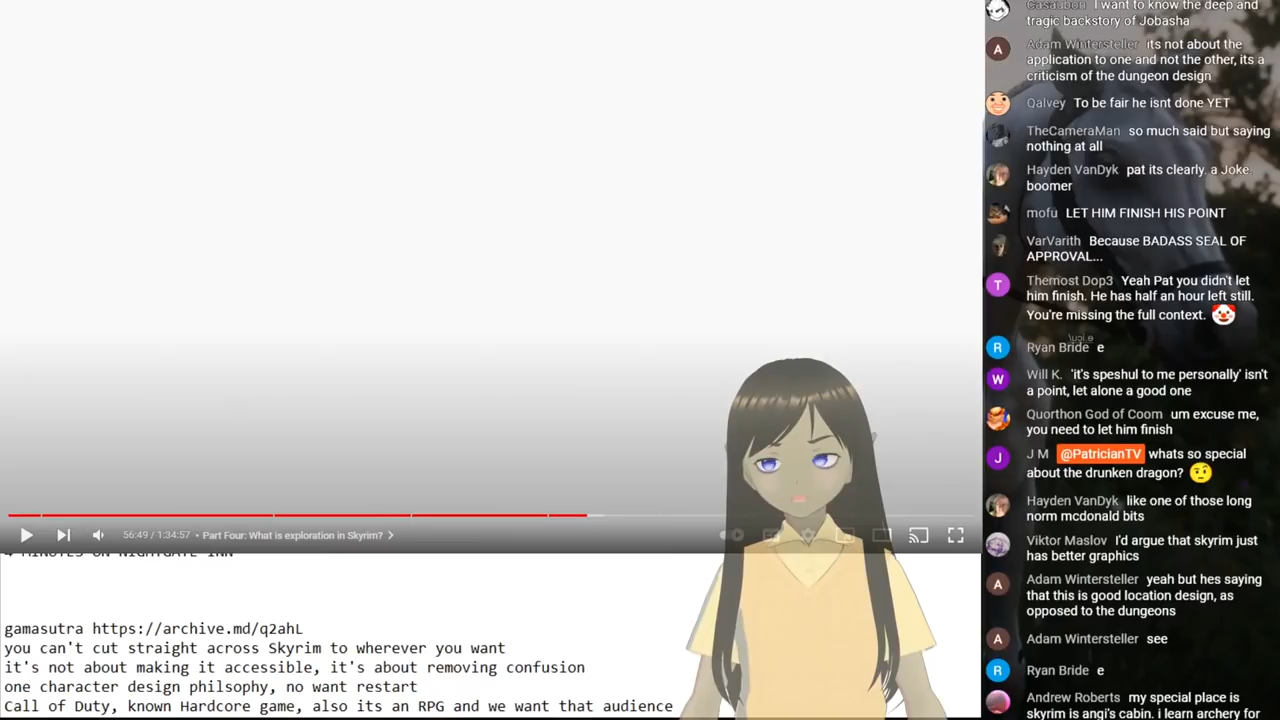 Casaubon I want to know the deep and
tragic backstory of Jobasha
A Adam Wintersteller its not about the
application to one and not the other, its a
criticism of the dungeon design
Qalvey To be fair he isnt done YET
TheCameraMan so much said but saying
nothing at all
Hayden VanDyk pat its clearly. a Joke.
boomer
mofu LET HIM FINISH HIS POINT
VarVarith Because BADASS SEAL OF
APPROVAL...
T Themost Dop3 Yeah Pat you didn't let
him finish. He has half an hour left still.
You're missing the full context. 🤡
R Ryan Bride e
W Will K. 'it's speshul to me personally' isn't
a point, let alone a good one
Quorthon God of Coom um excuse me,
you need to let him finish
J J M @PatricianTV whats so special
about the drunken dragon? 🤨
Hayden VanDyk like one of those long
norm mcdonald bits
Viktor Maslov I'd argue that skyrim just
has better graphics
A Adam Wintersteller yeah but hes saying
that this is good location design, as
opposed to the dungeons
A Adam Wintersteller see
R Ryan Bride e
Andrew Roberts my special place is
skyrim is angi's cabin. i learn archery for
56:49 / 1:34:57 • Part Four: What is exploration in Skyrim?
4 MINUTES ON NIGHTGATE INN
gamasutra https://archive.md/q2ahL
you can't cut straight across Skyrim to wherever you want
it's not about making it accessible, it's about removing confusion
one character design philsophy, no want restart
Call of Duty, known Hardcore game, also its an RPG and we want that audience